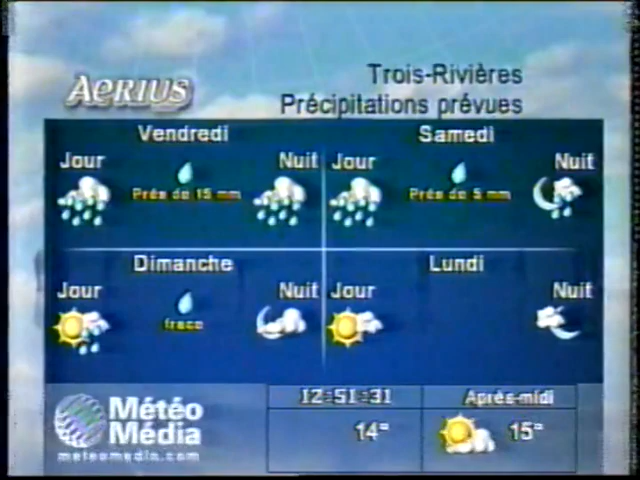 AERIUS
Trois-Rivières
Précipitations prévues
Vendredi
Jour
Nuit
Près de 15 mm
Samedi
Jour
Nuit
Près de 5 mm
Dimanche
Jour
Nuit
trace
Lundi
Jour
Nuit
Météo
Média
meteomedia.com
12:51:31
14°
Après-midi
15°